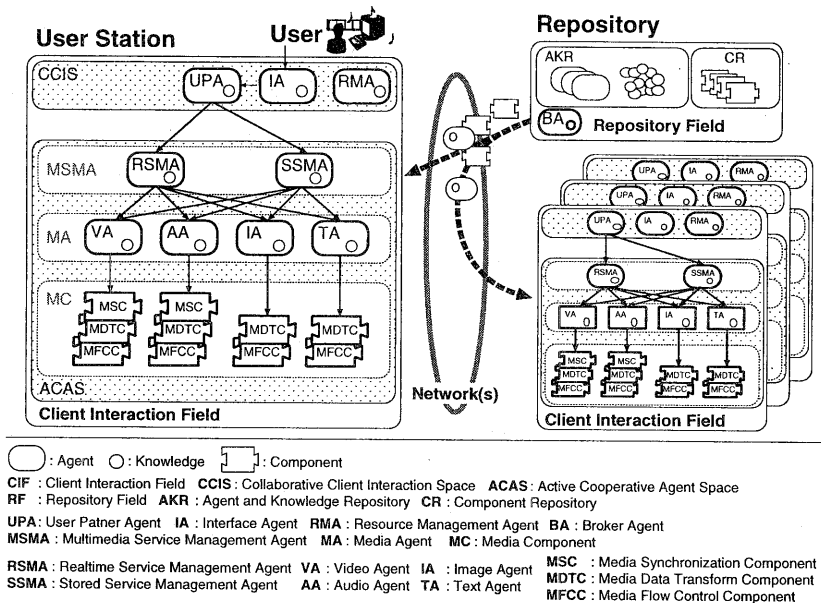 User Station
User
Repository
CCIS
UPA
IA
RMA
AKR
CR
BA
Repository Field
MSMA
RSMA
SSMA
MA
VA
AA
IA
TA
MC
MSC
MDTC
MFCC
MSC
MDTC
MFCC
MDTC
MFCC
MDTC
MFCC
ACAS
Client Interaction Field
Network(s)
UPA
IA
RMA
UPA
IA
RMA
UPA
IA
RMA
RSMA
SSMA
VA
AA
IA
TA
MSC
MDTC
MFCC
MSC
MDTC
MFCC
MDTC
MFCC
MDTC
MFCC
Client Interaction Field
: Agent : Knowledge : Component
CIF : Client Interaction Field CCIS : Collaborative Client Interaction Space ACAS : Active Cooperative Agent Space
RF : Repository Field AKR : Agent and Knowledge Repository CR : Component Repository
UPA : User Patner Agent IA : Interface Agent RMA : Resource Management Agent BA : Broker Agent
MSMA : Multimedia Service Management Agent MA : Media Agent MC : Media Component
RSMA : Realtime Service Management Agent VA : Video Agent IA : Image Agent MSC : Media Synchronization Component
SSMA : Stored Service Management Agent AA : Audio Agent TA : Text Agent MDTC : Media Data Transform Component
MFCC : Media Flow Control Component